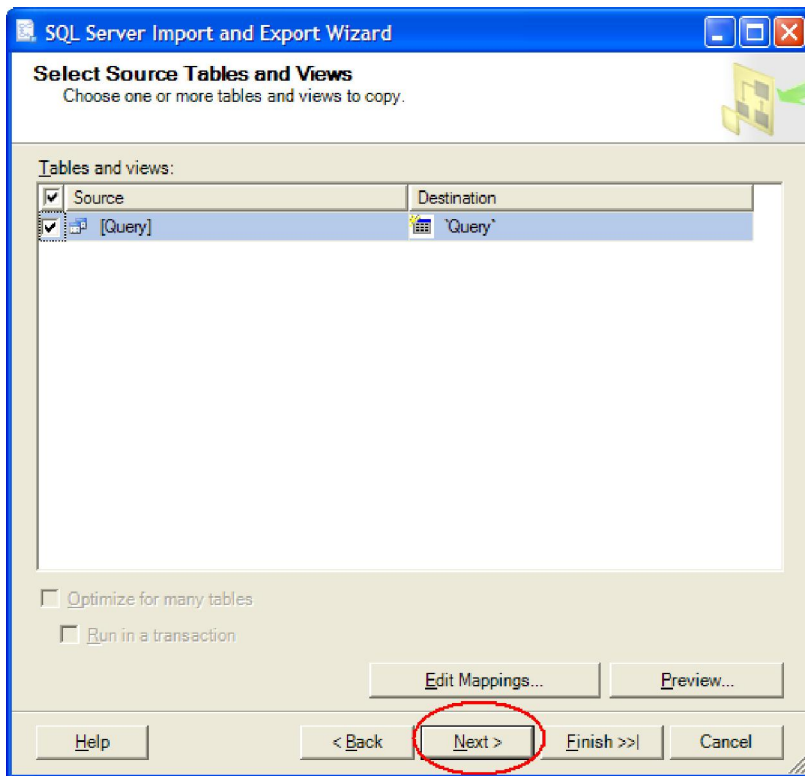 SQL Server Import and Export Wizard
Select Source Tables and Views
Choose one or more tables and views to copy.
Tables and views:
Source Destination
[Query] `Query`
Optimize for many tables
Run in a transaction
Edit Mappings... Preview...
Help < Back Next > Finish >>| Cancel